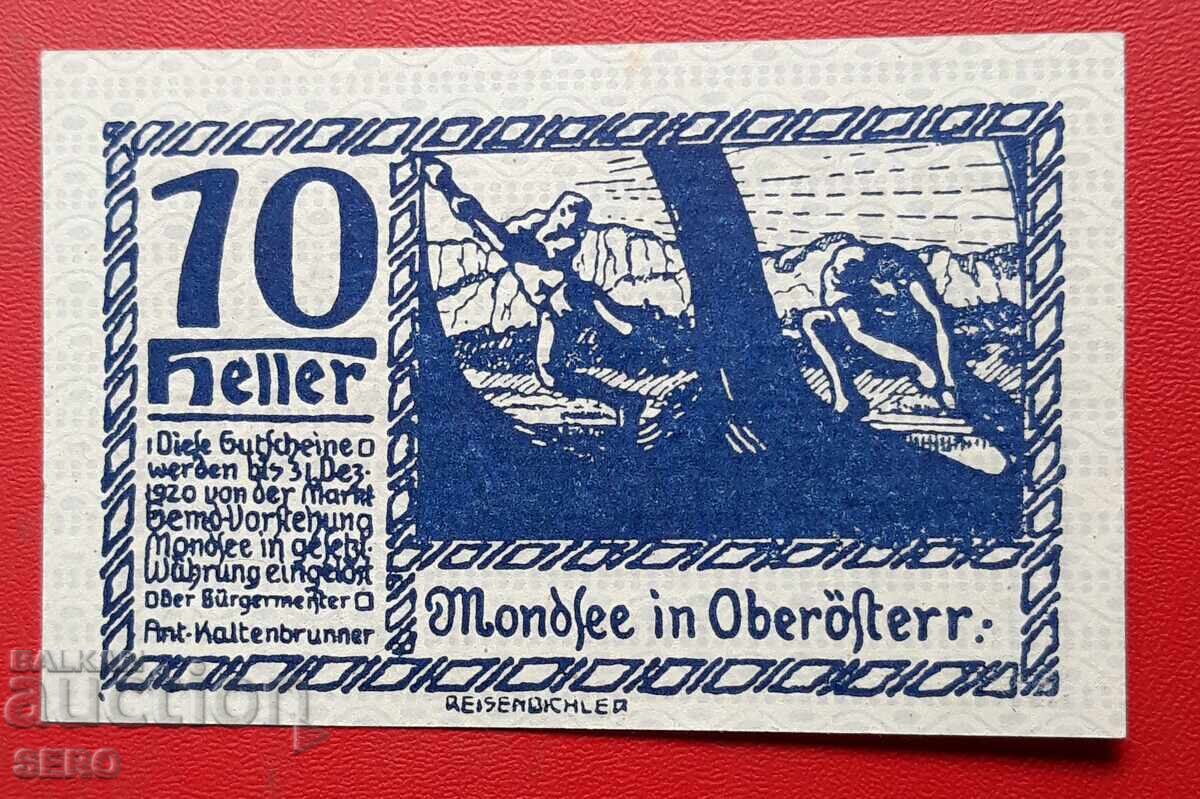 10
Heller
Diese Gutscheine
werden bis 31. Dez.
1920 von der Markt
Gemd-Vorstehung
Mondsee in gesetzl.
Währung eingelöst
Der Bürgermeister
Ant. Kaltenbrunner
Mondsee in Oberösterr.:
REISENBICHLER
BALKAN
auction
SERO